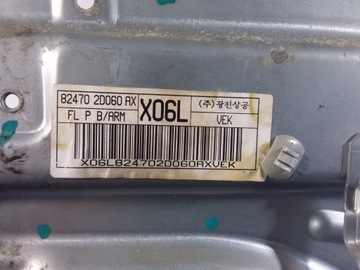 82470 2D060 AX X06L (주)광진상공
FL P B/ARM VEK
X06L824702D060AXVEK